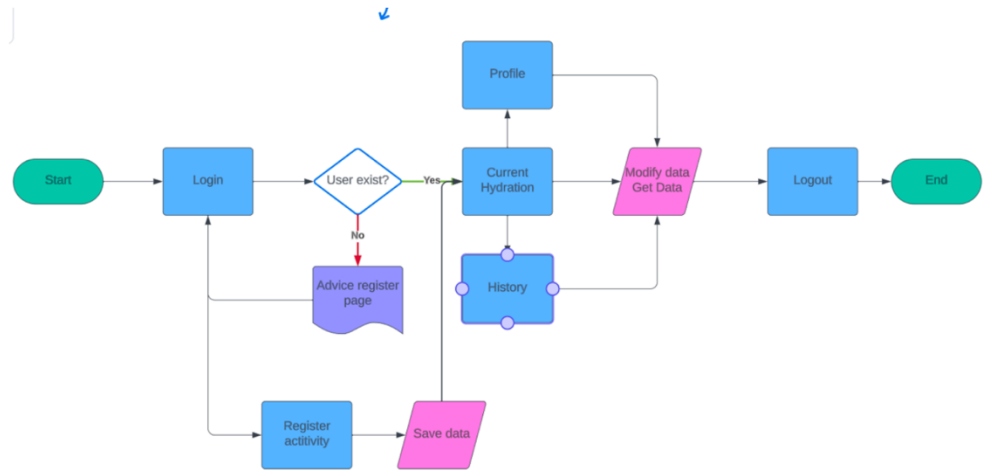 Profile
Start
Login
User exist?
Yes
Current
Hydration
Modify data
Get Data
Logout
End
No
Advice register
page
History
Register
actitivity
Save data